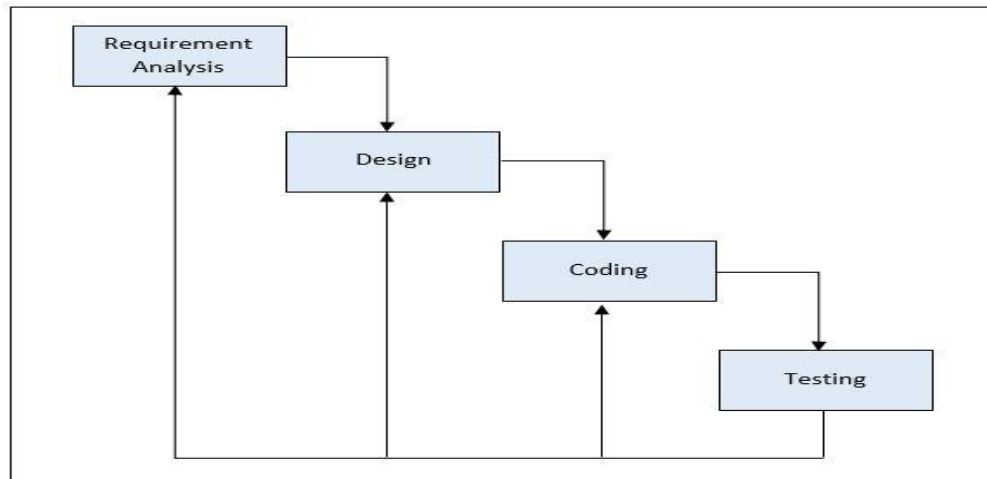 Requirement
Analysis
Design
Coding
Testing